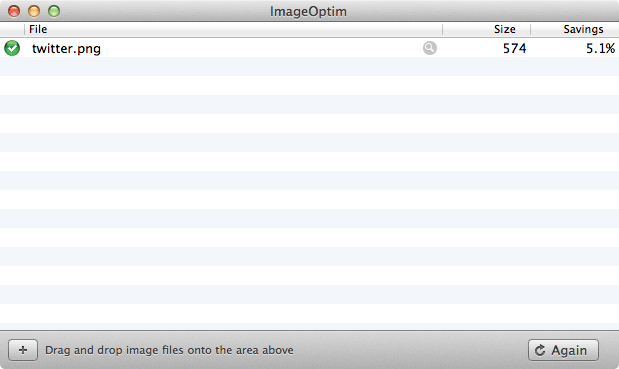 ImageOptim
File Size Savings
twitter.png 574 5.1%
Drag and drop image files onto the area above Again